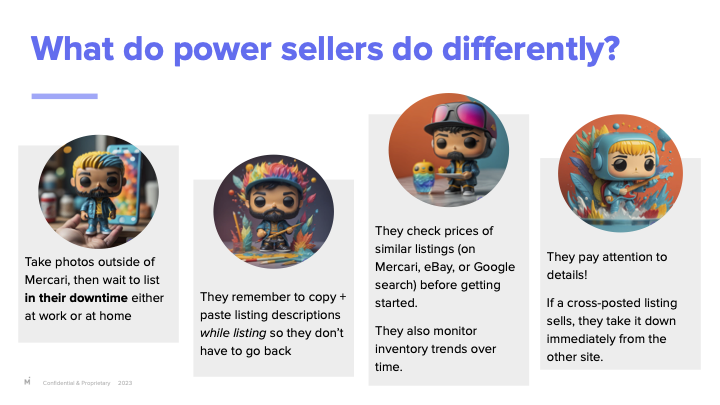 What do power sellers do differently?
Take photos outside of
Mercari, then wait to list
in their downtime either
at work or at home
They remember to copy +
paste listing descriptions
while listing so they don't
have to go back
They check prices of
similar listings (on
Mercari, eBay, or Google
search) before getting
started.
They also monitor
inventory trends over
time.
They pay attention to
details!
If a cross-posted listing
sells, they take it down
immediately from the
other site.
Confidential & Proprietary 2023